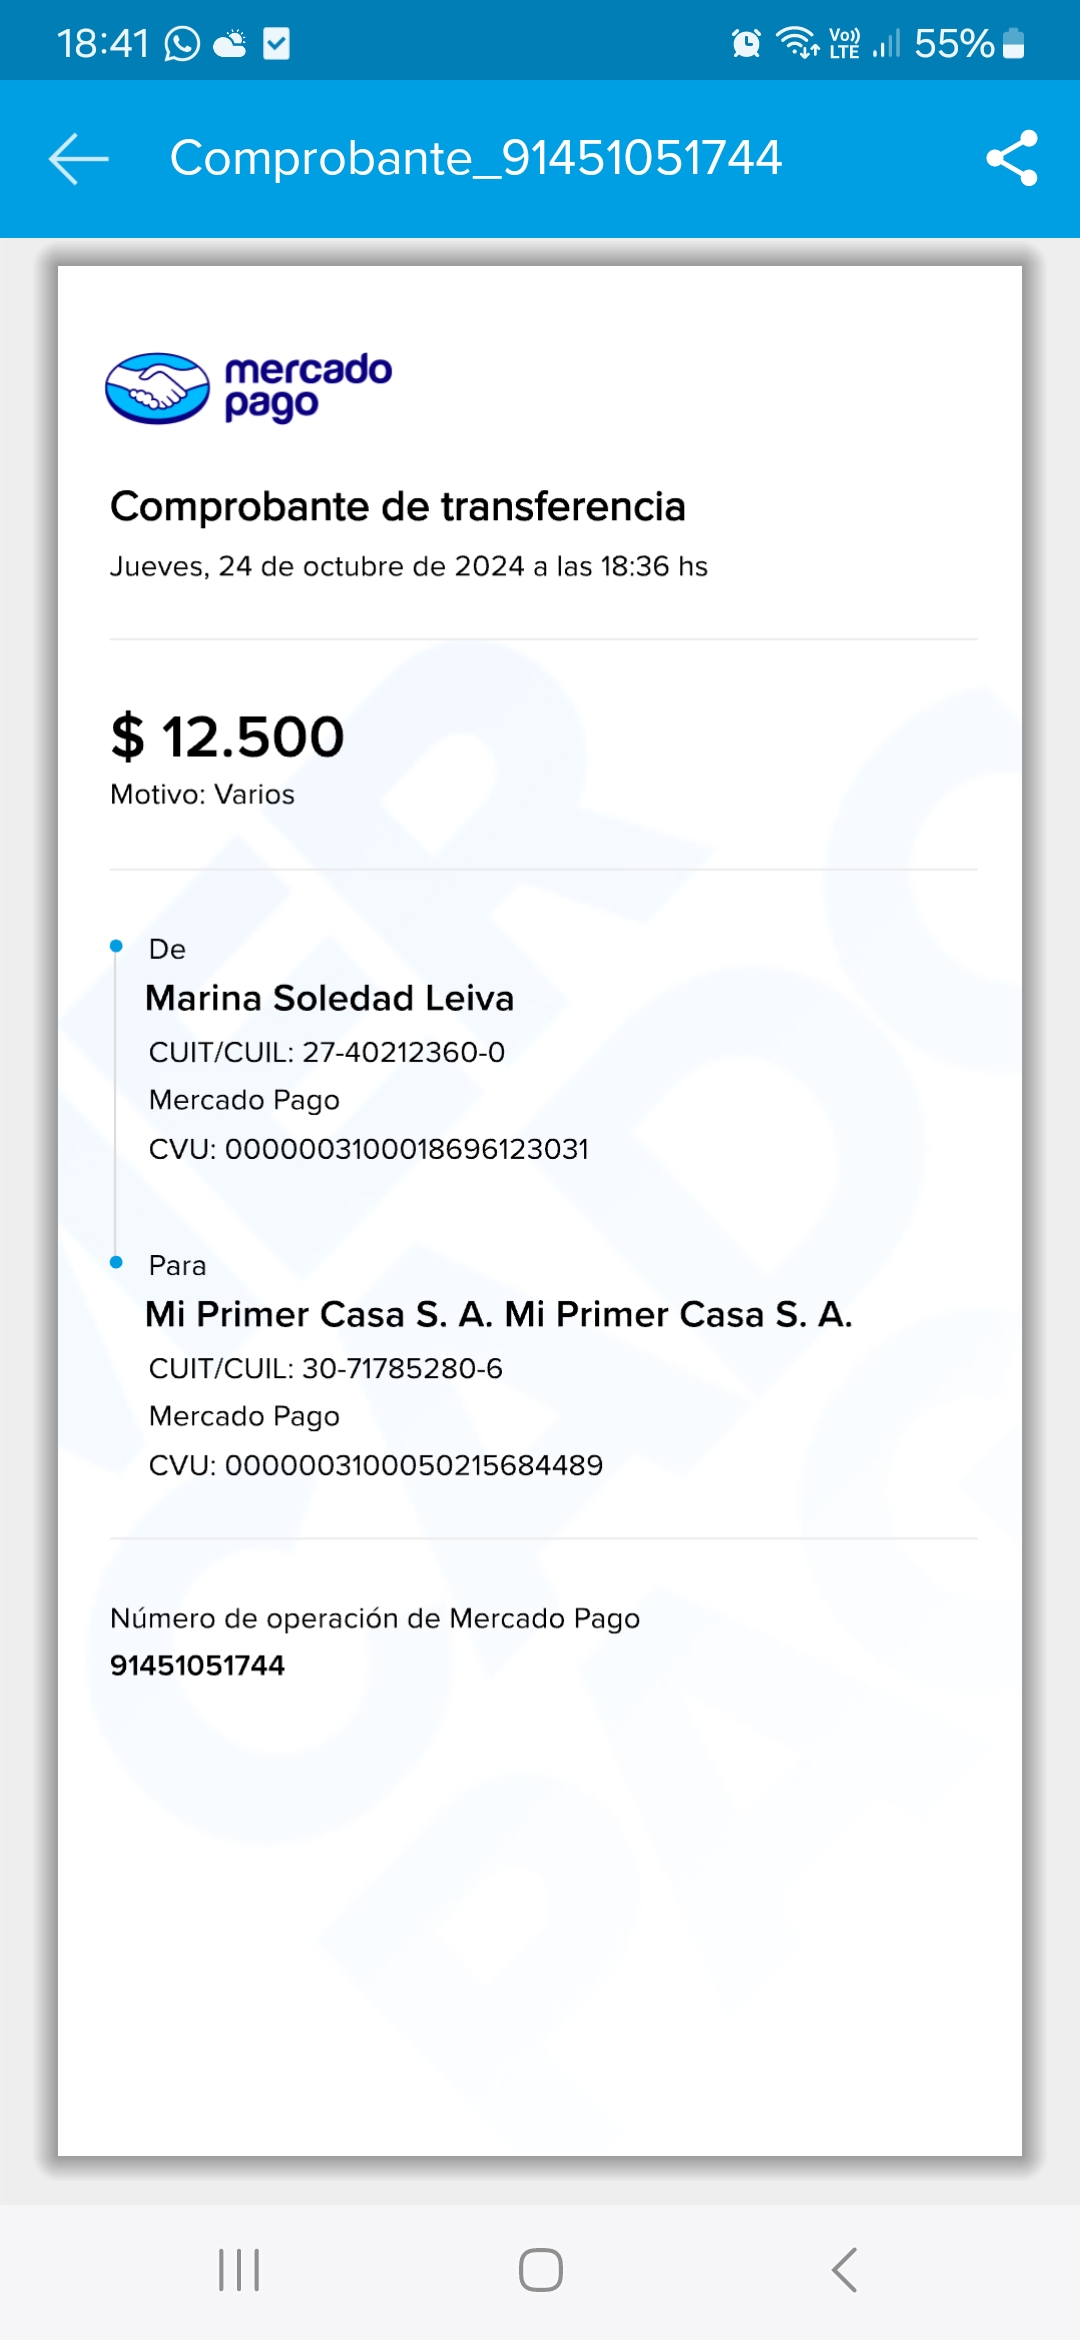 18:41 Vo)) LTE 55%
Comprobante_91451051744
mercado
pago
Comprobante de transferencia
Jueves, 24 de octubre de 2024 a las 18:36 hs
$ 12.500
Motivo: Varios
De
Marina Soledad Leiva
CUIT/CUIL: 27-40212360-0
Mercado Pago
CVU: 0000003100018696123031
Para
Mi Primer Casa S. A. Mi Primer Casa S. A.
CUIT/CUIL: 30-71785280-6
Mercado Pago
CVU: 0000003100050215684489
Número de operación de Mercado Pago
91451051744